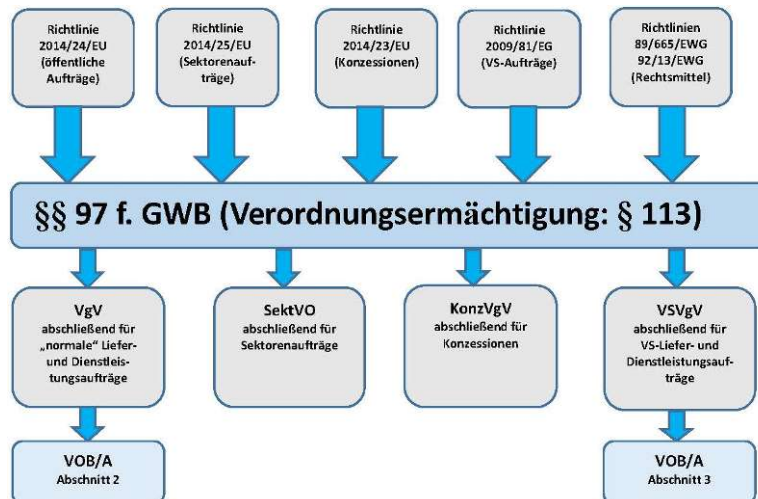 Richtlinie
2014/24/EU
(öffentliche
Aufträge)
Richtlinie
2014/25/EU
(Sektorenauf-
träge)
Richtlinie
2014/23/EU
(Konzessionen)
Richtlinie
2009/81/EG
(VS-Aufträge)
Richtlinien
89/665/EWG
92/13/EWG
(Rechtsmittel)
§§ 97 f. GWB (Verordnungsermächtigung: § 113)
VgV
abschließend für
„normale“ Liefer-
und Dienstleis-
tungsaufträge
SektVO
abschließend für
Sektorenaufträge
KonzVgV
abschließend für
Konzessionen
VSVgV
abschließend für
VS-Liefer- und
Dienstleistungsauf-
träge
VOB/A
Abschnitt 2
VOB/A
Abschnitt 3